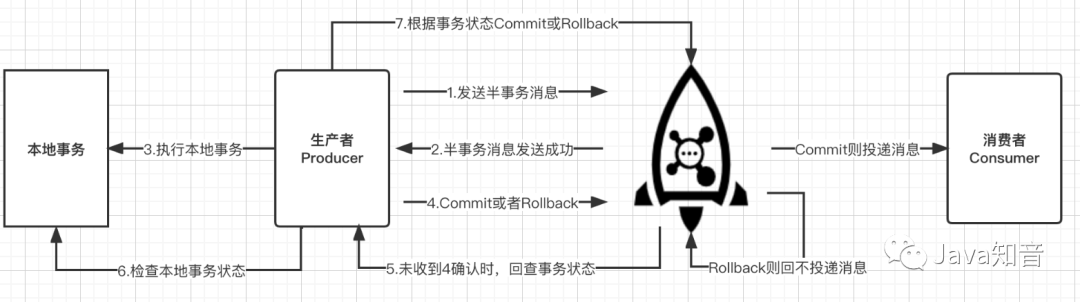 7.根据事务状态Commit或Rollback
1.发送半事务消息
本地事务
3.执行本地事务
生产者
Producer
2.半事务消息发送成功
Commit则投递消息
消费者
Consumer
4.Commit或者Rollback
6.检查本地事务状态
5.未收到4确认时，回查事务状态
Rollback则回不投递消息
Java知音